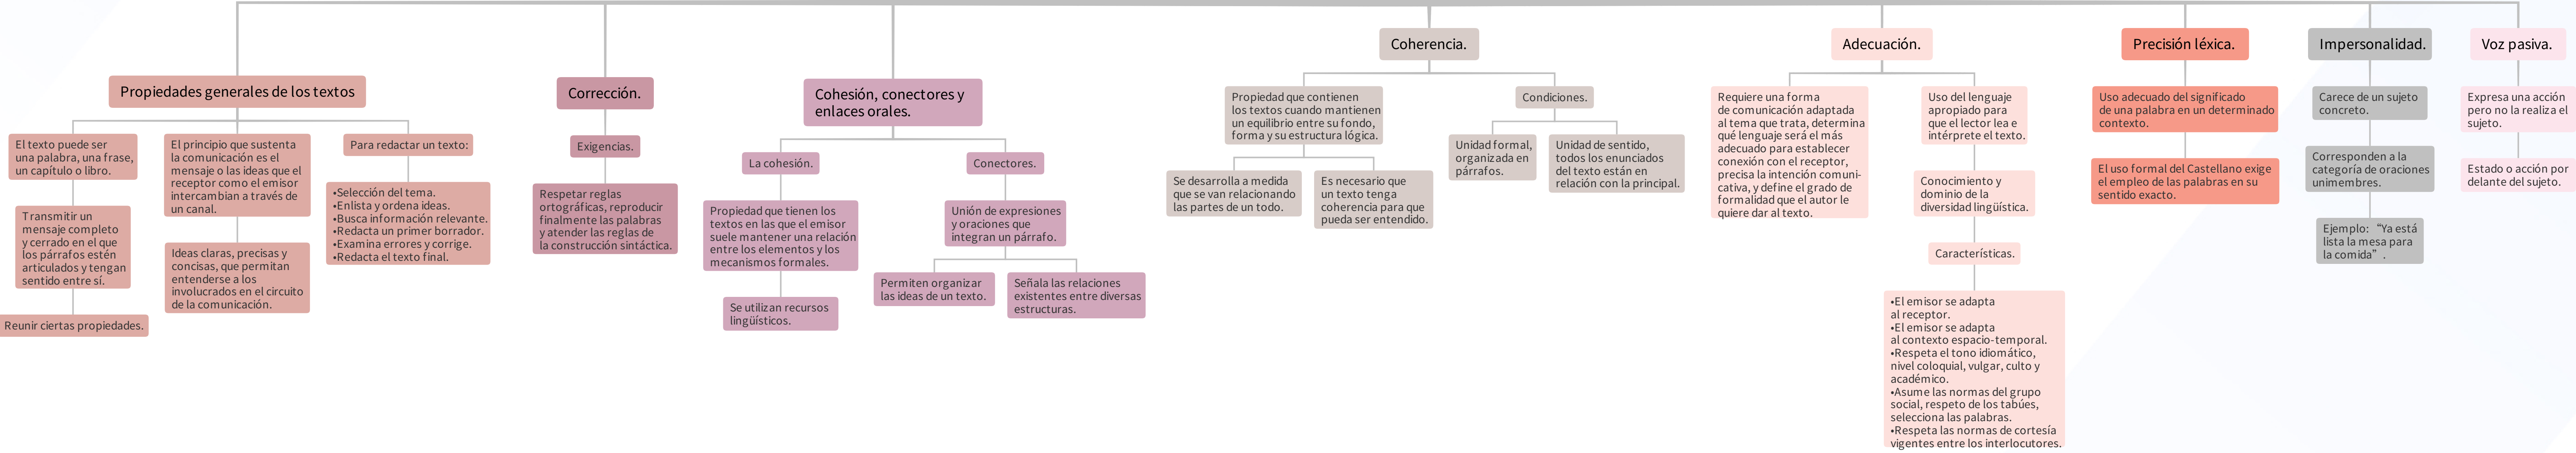 Propiedades generales de los textos
El texto puede ser
una palabra, una frase,
un capítulo o libro.
Transmitir un
mensaje completo
y cerrado en el que
los párrafos estén
articulados y tengan
sentido entre sí.
Reunir ciertas propiedades.
El principio que sustenta
la comunicación es el
mensaje o las ideas que el
receptor como el emisor
intercambian a través de
un canal.
Ideas claras, precisas y
concisas, que permitan
entenderse a los
involucrados en el circuito
de la comunicación.
Para redactar un texto:
•Selección del tema.
•Enlista y ordena ideas.
•Busca información relevante.
•Redacta un primer borrador.
•Examina errores y corrige.
•Redacta el texto final.
Corrección.
Exigencias.
Respetar reglas
ortográficas, reproducir
finalmente las palabras
y atender las reglas de
la construcción sintáctica.
Cohesión, conectores y
enlaces orales.
La cohesión.
Propiedad que tienen los
textos en las que el emisor
suele mantener una relación
entre los elementos y los
mecanismos formales.
Se utilizan recursos
lingüísticos.
Conectores.
Unión de expresiones
y oraciones que
integran un párrafo.
Permiten organizar
las ideas de un texto.
Señala las relaciones
existentes entre diversas
estructuras.
Coherencia.
Propiedad que contienen
los textos cuando mantienen
un equilibrio entre su fondo,
forma y su estructura lógica.
Se desarrolla a medida
que se van relacionando
las partes de un todo.
Es necesario que
un texto tenga
coherencia para que
pueda ser entendido.
Condiciones.
Unidad formal,
organizada en
párrafos.
Unidad de sentido,
todos los enunciados
del texto están en
relación con la principal.
Adecuación.
Requiere una forma
de comunicación adaptada
al tema que trata, determina
qué lenguaje será el más
adecuado para establecer
conexión con el receptor,
precisa la intención comuni-
cativa, y define el grado de
formalidad que el autor le
quiere dar al texto.
Uso del lenguaje
apropiado para
que el lector lea e
intérprete el texto.
Conocimiento y
dominio de la
diversidad lingüística.
Características.
•El emisor se adapta
al receptor.
•El emisor se adapta
al contexto espacio-temporal.
•Respeta el tono idiomático,
nivel coloquial, vulgar, culto y
académico.
•Asume las normas del grupo
social, respeto de los tabúes,
selecciona las palabras.
•Respeta las normas de cortesía
vigentes entre los interlocutores.
Precisión léxica.
Uso adecuado del significado
de una palabra en un determinado
contexto.
El uso formal del Castellano exige
el empleo de las palabras en su
sentido exacto.
Impersonalidad.
Carece de un sujeto
concreto.
Corresponden a la
categoría de oraciones
unimembres.
Ejemplo: “Ya está
lista la mesa para
la comida”.
Voz pasiva.
Expresa una acción
pero no la realiza el
sujeto.
Estado o acción por
delante del sujeto.